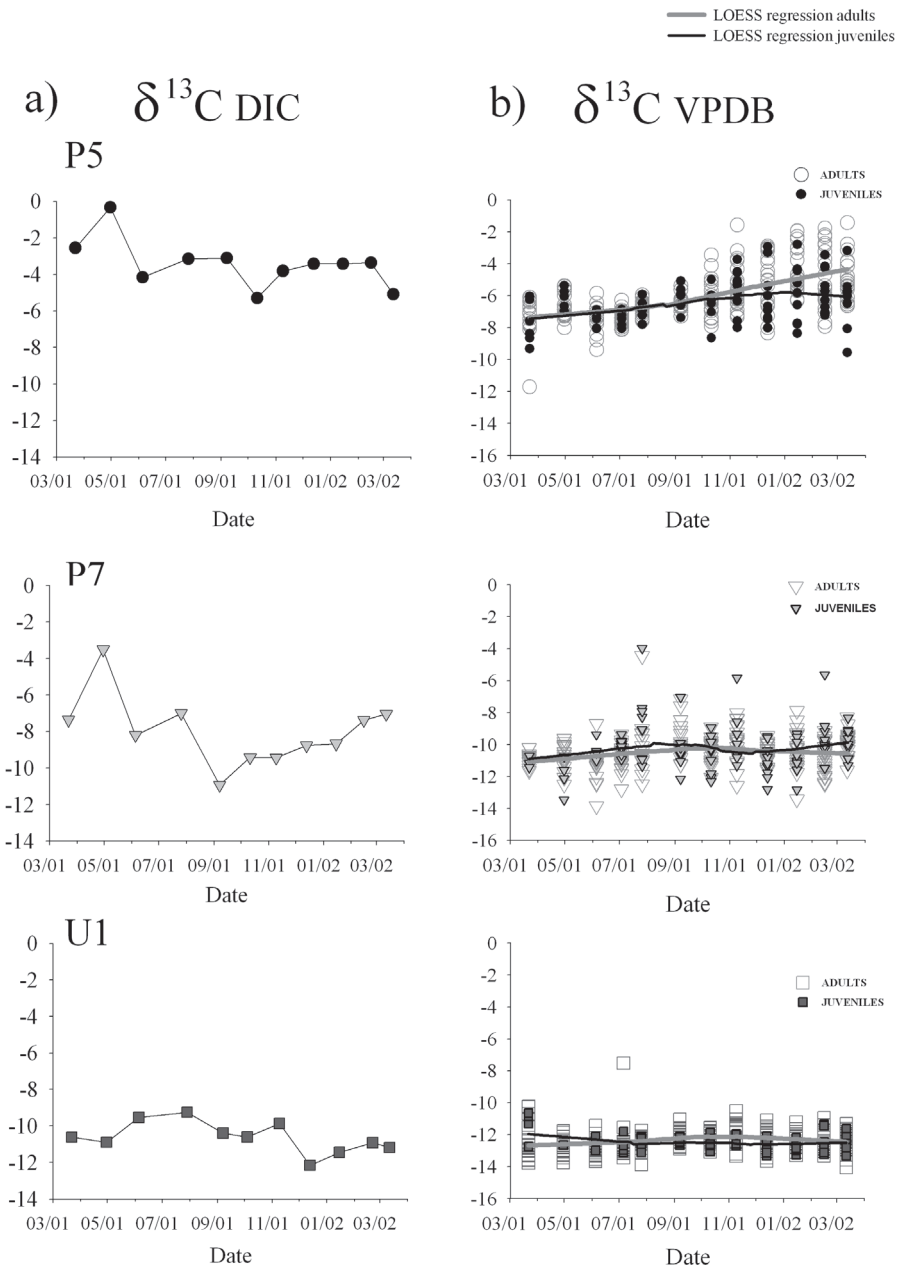 LOESS regression adults
LOESS regression juveniles
a) δ¹³C DIC
b) δ¹³C VPDB
P5
0
-2
-4
-6
-8
-10
-12
-14
03/01 05/01 07/01 09/01 11/01 01/02 03/02
Date
ADULTS
JUVENILES
0
-2
-4
-6
-8
-10
-12
-14
-16
03/01 05/01 07/01 09/01 11/01 01/02 03/02
Date
P7
0
-2
-4
-6
-8
-10
-12
-14
03/01 05/01 07/01 09/01 11/01 01/02 03/02
Date
ADULTS
JUVENILES
0
-2
-4
-6
-8
-10
-12
-14
-16
03/01 05/01 07/01 09/01 11/01 01/02 03/02
Date
U1
0
-2
-4
-6
-8
-10
-12
-14
03/01 05/01 07/01 09/01 11/01 01/02 03/02
Date
ADULTS
JUVENILES
0
-2
-4
-6
-8
-10
-12
-14
-16
03/01 05/01 07/01 09/01 11/01 01/02 03/02
Date